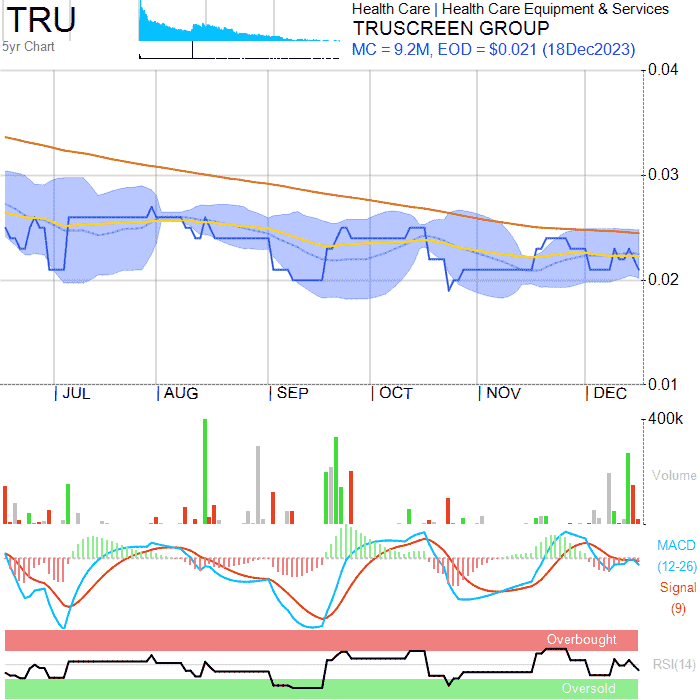 TRU
5yr Chart
Health Care | Health Care Equipment & Services
TRUSCREEN GROUP
MC = 9.2M, EOD = $0.021 (18Dec2023)
0.04
0.03
0.02
0.01
| JUL | AUG | SEP | OCT | NOV | DEC
400k
Volume
MACD
(12-26)
Signal
(9)
Overbought
RSI(14)
Oversold